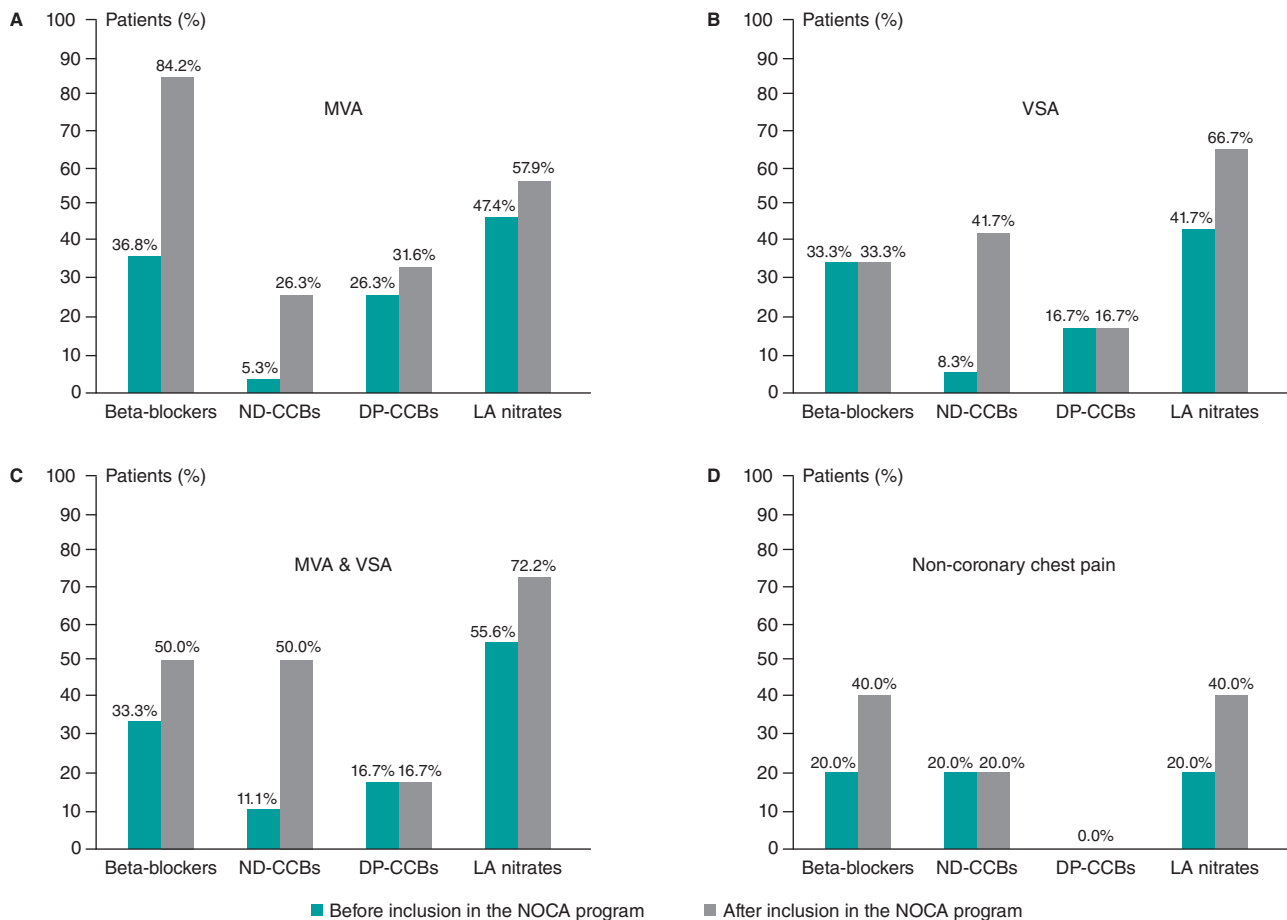 A
Patients (%)
100
90
80
70
60
50
40
30
20
10
0
MVA
36.8%
84.2%
5.3%
26.3%
26.3%
31.6%
47.4%
57.9%
Beta-blockers
ND-CCBs
DP-CCBs
LA nitrates
B
Patients (%)
100
90
80
70
60
50
40
30
20
10
0
VSA
33.3%
33.3%
8.3%
41.7%
16.7%
16.7%
41.7%
66.7%
Beta-blockers
ND-CCBs
DP-CCBs
LA nitrates
C
Patients (%)
100
90
80
70
60
50
40
30
20
10
0
MVA & VSA
33.3%
50.0%
11.1%
50.0%
16.7%
16.7%
55.6%
72.2%
Beta-blockers
ND-CCBs
DP-CCBs
LA nitrates
D
Patients (%)
100
90
80
70
60
50
40
30
20
10
0
Non-coronary chest pain
20.0%
40.0%
20.0%
20.0%
0.0%
20.0%
40.0%
Beta-blockers
ND-CCBs
DP-CCBs
LA nitrates
Before inclusion in the NOCA program
After inclusion in the NOCA program